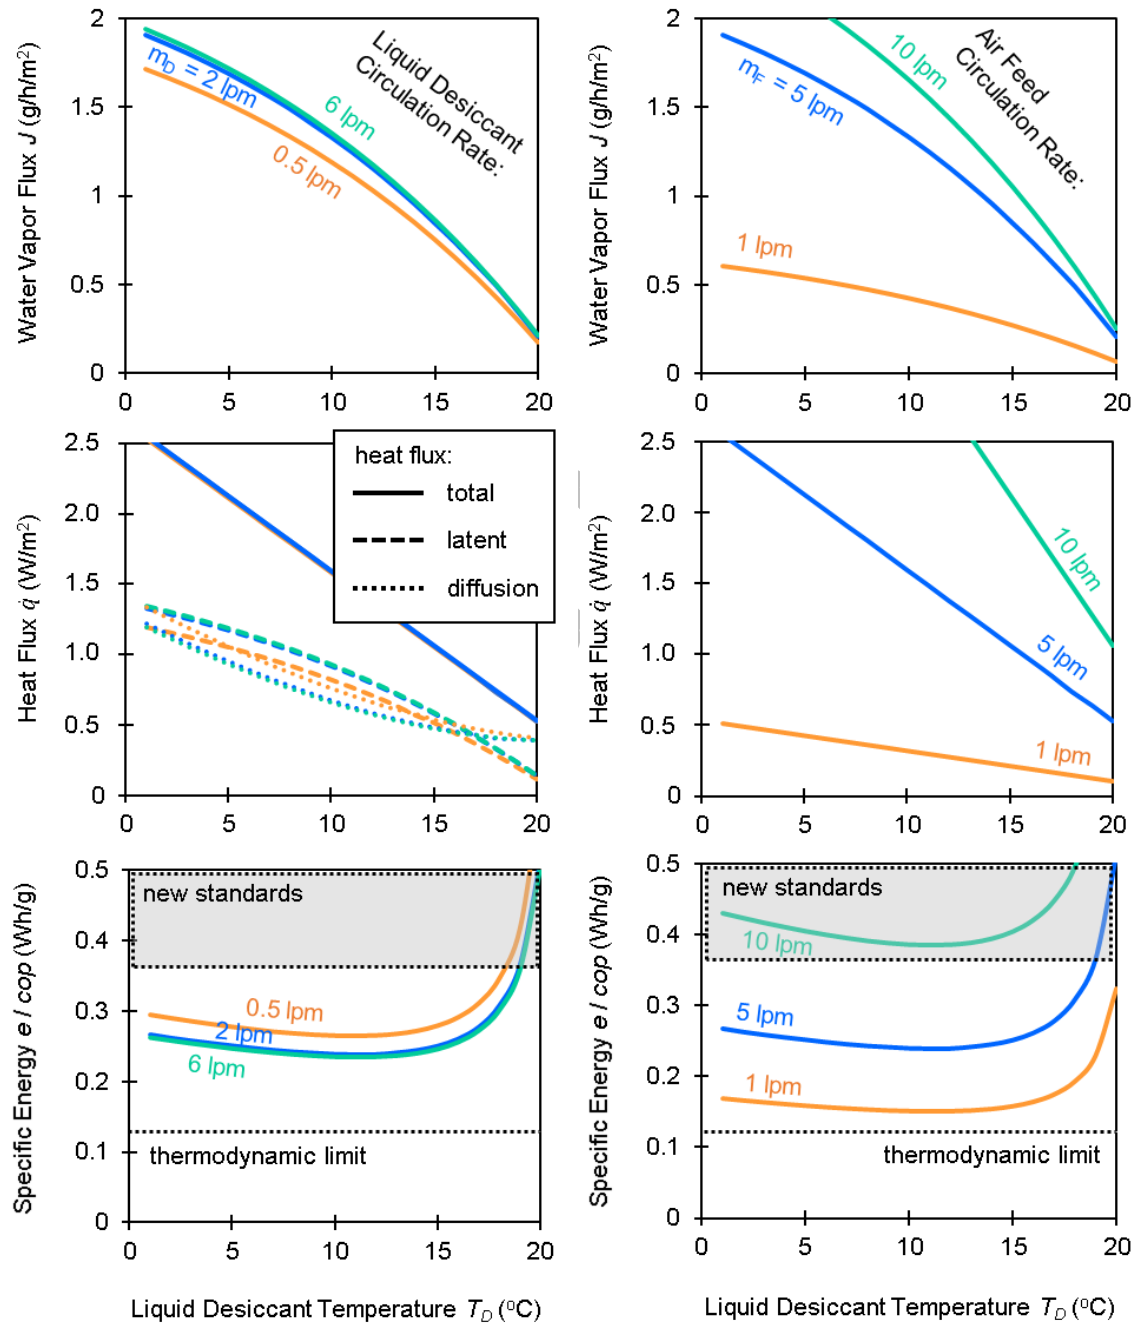 Water Vapor Flux J (g/h/m²)
2
1.5
1
0.5
0
0
5
10
15
20
Liquid Desiccant
Circulation Rate:
m_D = 2 lpm
6 lpm
0.5 lpm
Water Vapor Flux J (g/h/m²)
2
1.5
1
0.5
0
0
5
10
15
20
Air Feed
Circulation Rate:
10 lpm
m_F = 5 lpm
1 lpm
Heat Flux q̇ (W/m²)
2.5
2.0
1.5
1.0
0.5
0
0
5
10
15
20
heat flux:
total
latent
diffusion
Heat Flux q̇ (W/m²)
2.5
2.0
1.5
1.0
0.5
0
0
5
10
15
20
10 lpm
5 lpm
1 lpm
Specific Energy e / cop (Wh/g)
0.5
0.4
0.3
0.2
0.1
0
0
5
10
15
20
new standards
0.5 lpm
2 lpm
6 lpm
thermodynamic limit
Liquid Desiccant Temperature T_D (°C)
Specific Energy e / cop (Wh/g)
0.5
0.4
0.3
0.2
0.1
0
0
5
10
15
20
new standards
10 lpm
5 lpm
1 lpm
thermodynamic limit
Liquid Desiccant Temperature T_D (°C)